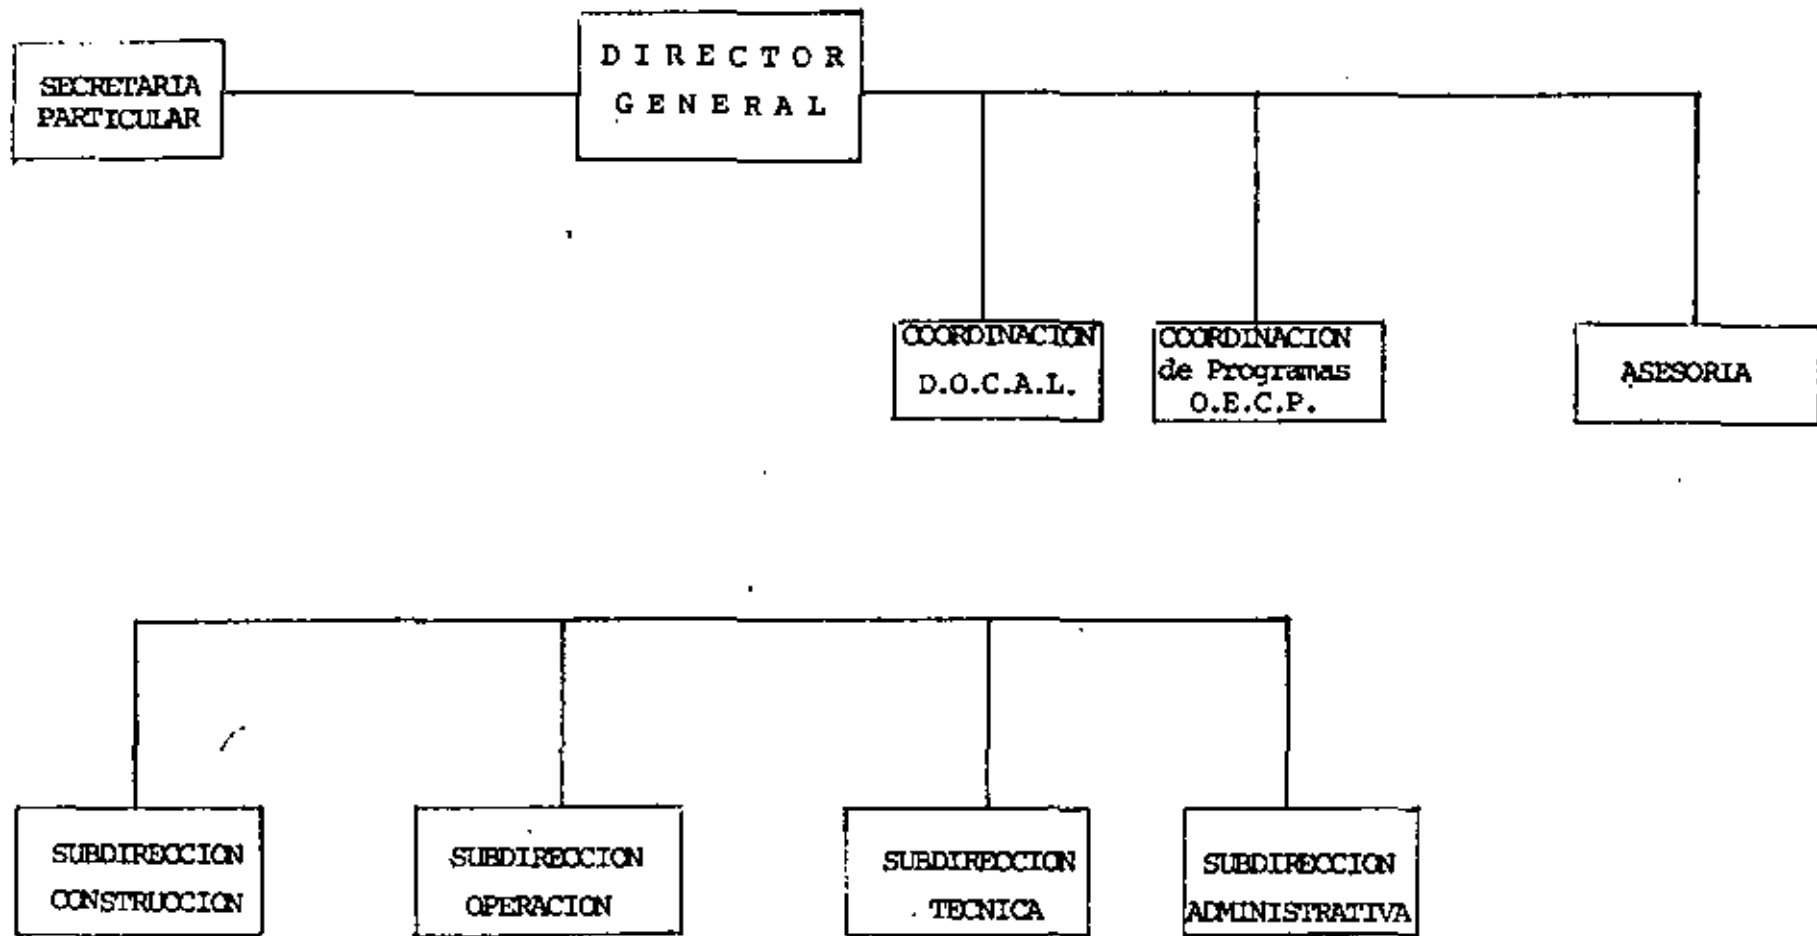 SECRETARIA
PARTICULAR
D I R E C T O R
G E N E R A L
COORDINACION
D.O.C.A.L.
COORDINACION
de Programas
O.E.C.P.
ASESORIA
SUBDIRECCION
CONSTRUCCION
SUBDIRECCION
OPERACION
SUBDIRECCION
TECNICA
SUBDIRECCION
ADMINISTRATIVA